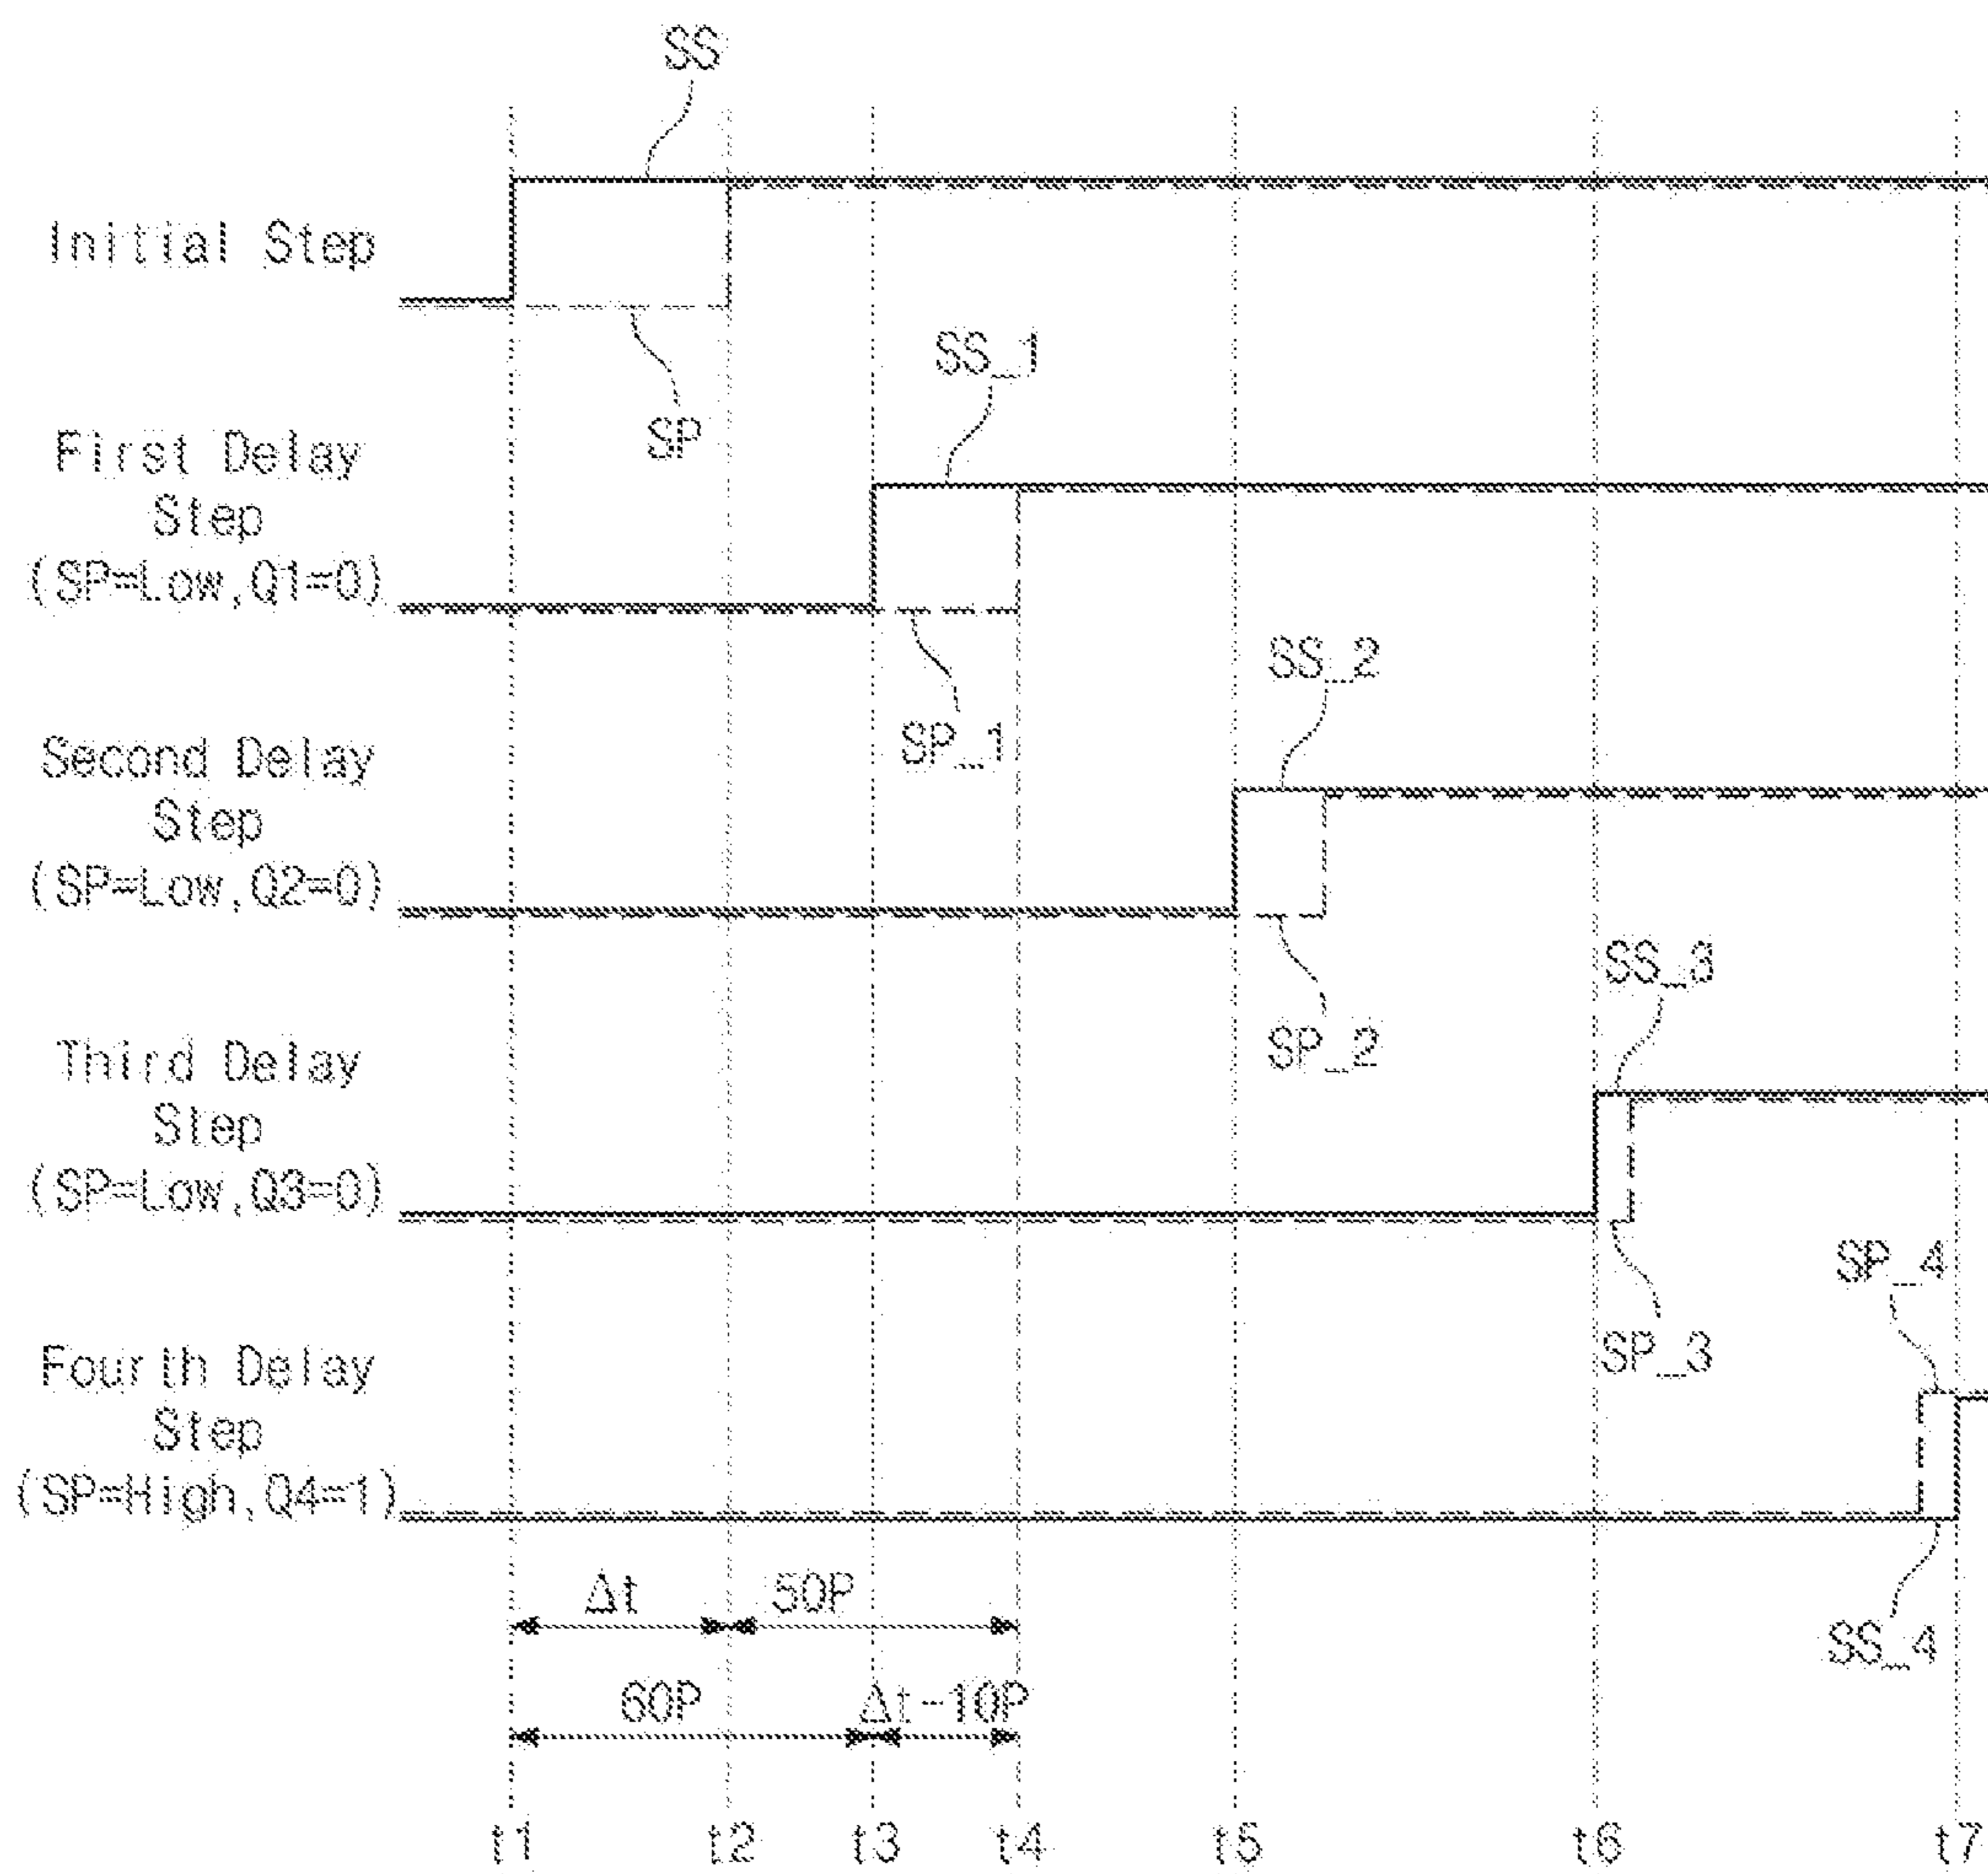 SS
Initial Step
SP
SS_1
First Delay
Step
(SP=Low,Q1=0)
SP_1
SS_2
Second Delay
Step
(SP=Low,Q2=0)
SP_2
SS_3
Third Delay
Step
(SP=Low,Q3=0)
SP_3
SP_4
Fourth Delay
Step
(SP=High,Q4=1)
SS_4
Δt 50P
60P Δt-10P
t1 t2 t3 t4 t5 t6 t7